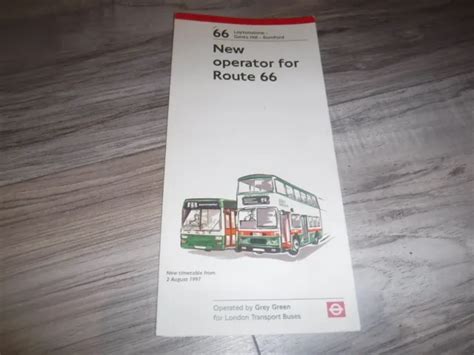 66 Leytonstone -
Gants Hill - Romford
New
operator for
Route 66
New timetable from
2 August 1997
Operated by Grey Green
for London Transport Buses